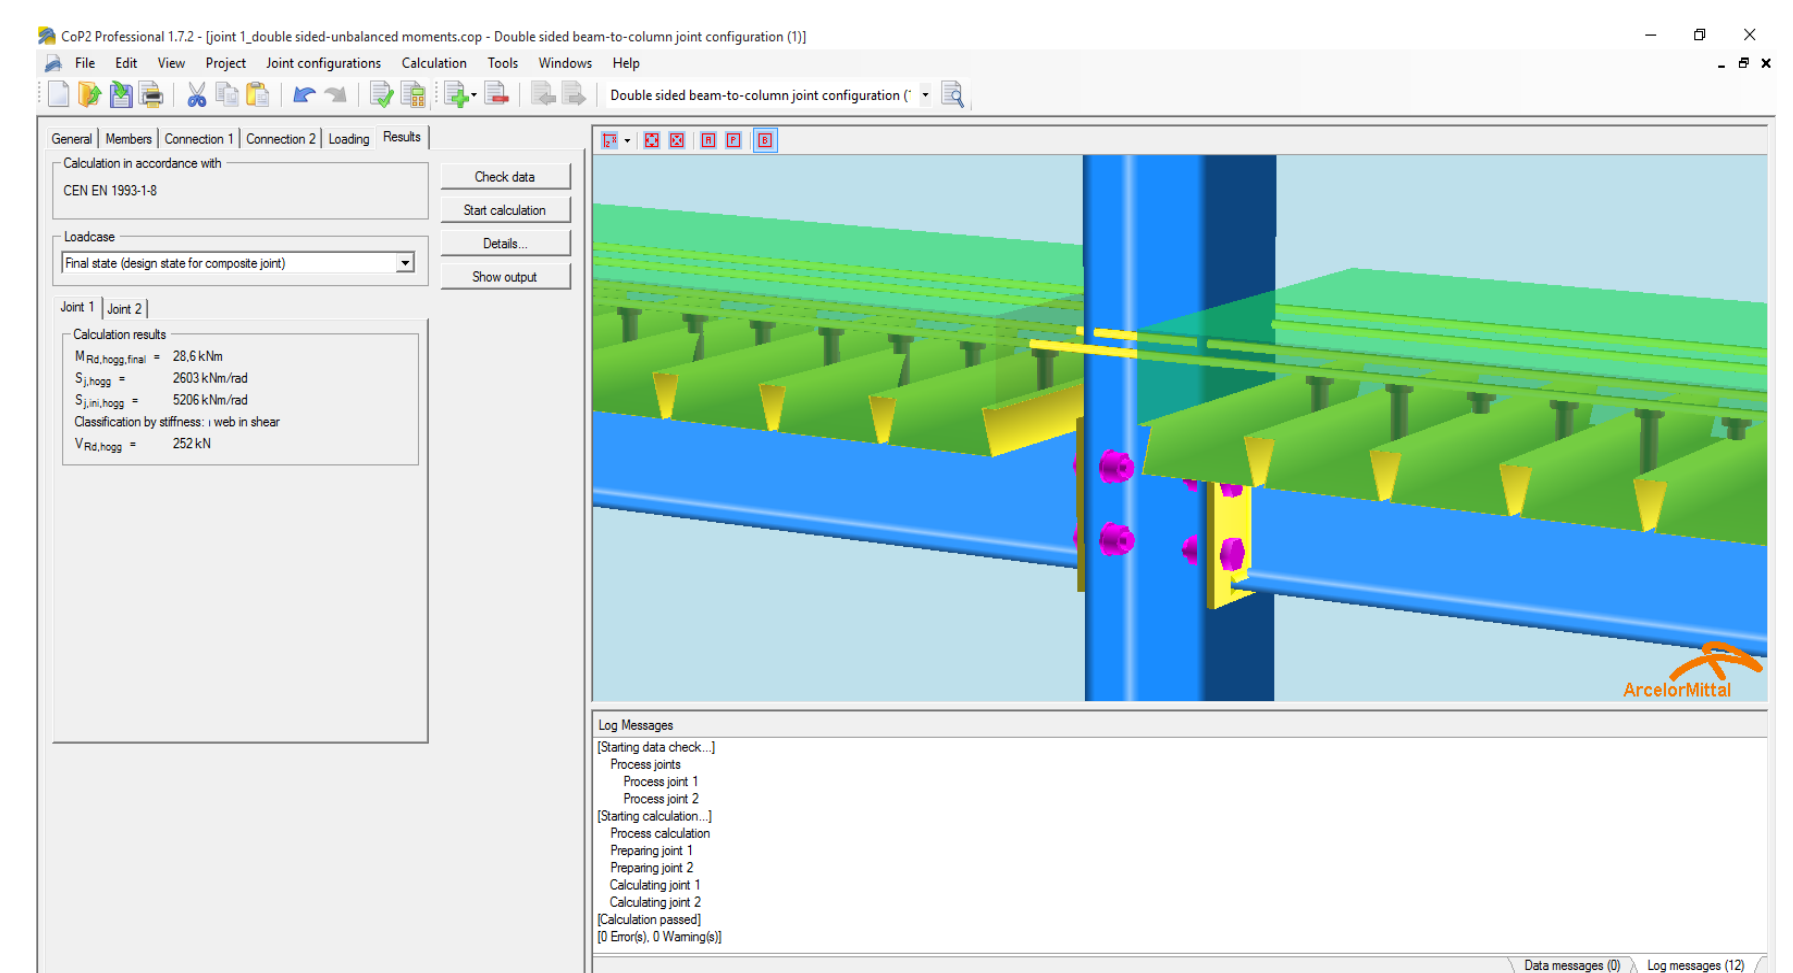 CoP2 Professional 1.7.2 - [joint 1_double sided-unbalanced moments.cop - Double sided beam-to-column joint configuration (1)]
File Edit View Project Joint configurations Calculation Tools Windows Help
Double sided beam-to-column joint configuration (
General Members Connection 1 Connection 2 Loading Results
Calculation in accordance with
CEN EN 1993-1-8
Check data
Start calculation
Loadcase
Final state (design state for composite joint)
Details...
Show output
Joint 1 Joint 2
Calculation results
M Rd,hogg,final = 28,6 kNm
S j,hogg = 2603 kNm/rad
S j,ini,hogg = 5206 kNm/rad
Classification by stiffness: web in shear
V Rd,hogg = 252 kN
ArcelorMittal
Log Messages
[Starting data check...]
Process joints
Process joint 1
Process joint 2
[Starting calculation...]
Process calculation
Preparing joint 1
Preparing joint 2
Calculating joint 1
Calculating joint 2
[Calculation passed]
[0 Error(s), 0 Warning(s)]
Data messages (0) Log messages (12)